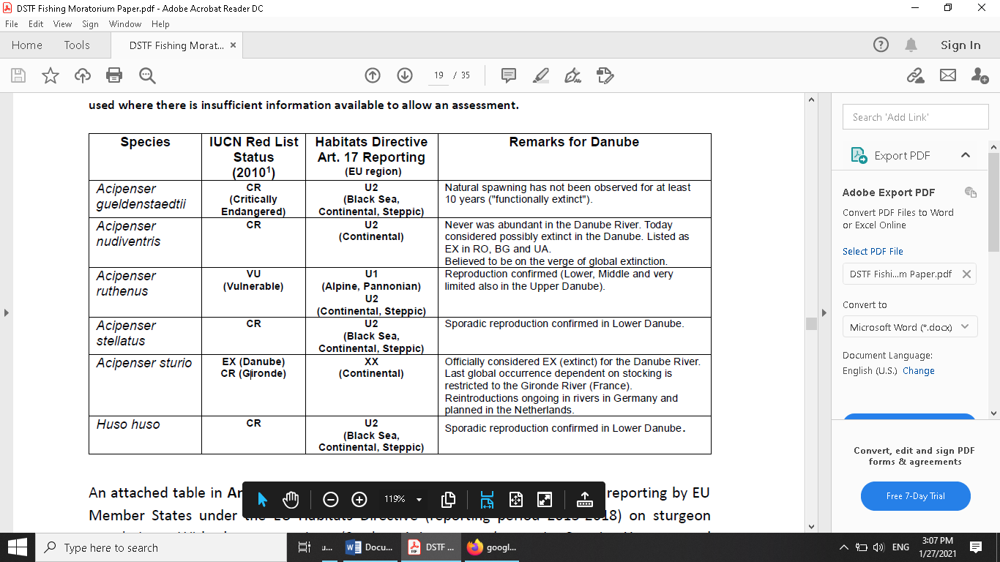 DSTF Fishing Moratorium Paper.pdf - Adobe Acrobat Reader DC
File Edit View Sign Window Help
Home Tools DSTF Fishing Morat... × Sign In
19 / 35
used where there is insufficient information available to allow an assessment.
Species
IUCN Red List
Status
(2010¹)
Habitats Directive
Art. 17 Reporting
(EU region)
Remarks for Danube
Acipenser
gueldenstaedtii
CR
(Critically
Endangered)
U2
(Black Sea,
Continental, Steppic)
Natural spawning has not been observed for at least
10 years ("functionally extinct").
Acipenser
nudiventris
CR
U2
(Continental)
Never was abundant in the Danube River. Today
considered possibly extinct in the Danube. Listed as
EX in RO, BG and UA.
Believed to be on the verge of global extinction.
Acipenser
ruthenus
VU
(Vulnerable)
U1
(Alpine, Pannonian)
U2
(Continental, Steppic)
Reproduction confirmed (Lower, Middle and very
limited also in the Upper Danube).
Acipenser
stellatus
CR
U2
(Black Sea,
Continental, Steppic)
Sporadic reproduction confirmed in Lower Danube.
Acipenser sturio
EX (Danube)
CR (Gironde)
XX
(Continental)
Officially considered EX (extinct) for the Danube River.
Last global occurrence dependent on stocking is
restricted to the Gironde River (France).
Reintroductions ongoing in rivers in Germany and
planned in the Netherlands.
Huso huso
CR
U2
(Black Sea,
Continental, Steppic)
Sporadic reproduction confirmed in Lower Danube.
An attached table in reporting by EU
Member States under the EU Habitats Directive (reporting period 2013-2018) on sturgeon
119%
Search 'Add Link'
Export PDF
Adobe Export PDF
Convert PDF Files to Word
or Excel Online
Select PDF File
DSTF Fishi...m Paper.pdf
Convert to
Microsoft Word (*.docx)
Document Language:
English (U.S.) Change
Convert, edit and sign PDF
forms & agreements
Free 7-Day Trial
Type here to search
u...
Docu...
DSTF ...
googl...
ENG
3:07 PM
1/27/2021